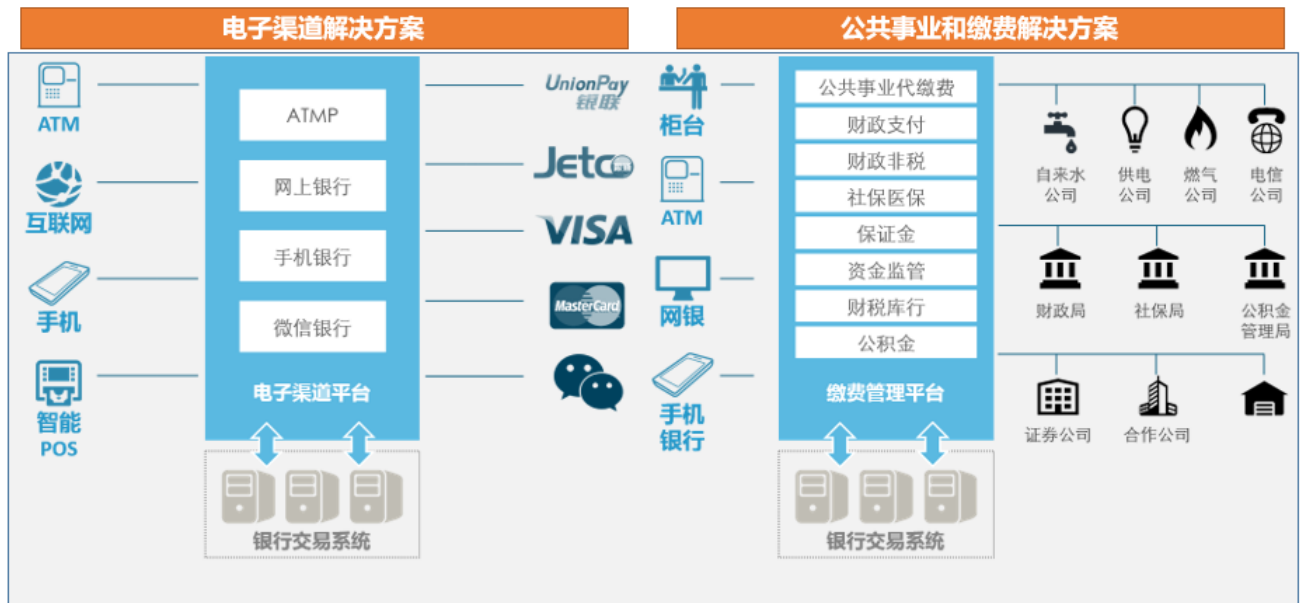 电子渠道解决方案
ATM
互联网
手机
智能
POS
ATMP
网上银行
手机银行
微信银行
电子渠道平台
银行交易系统
UnionPay
银联
Jetco
VISA
MasterCard
公共事业和缴费解决方案
柜台
ATM
网银
手机
银行
公共事业代缴费
财政支付
财政非税
社保医保
保证金
资金监管
财税库行
公积金
缴费管理平台
银行交易系统
自来水
公司
供电
公司
燃气
公司
电信
公司
财政局
社保局
公积金
管理局
证券公司
合作公司